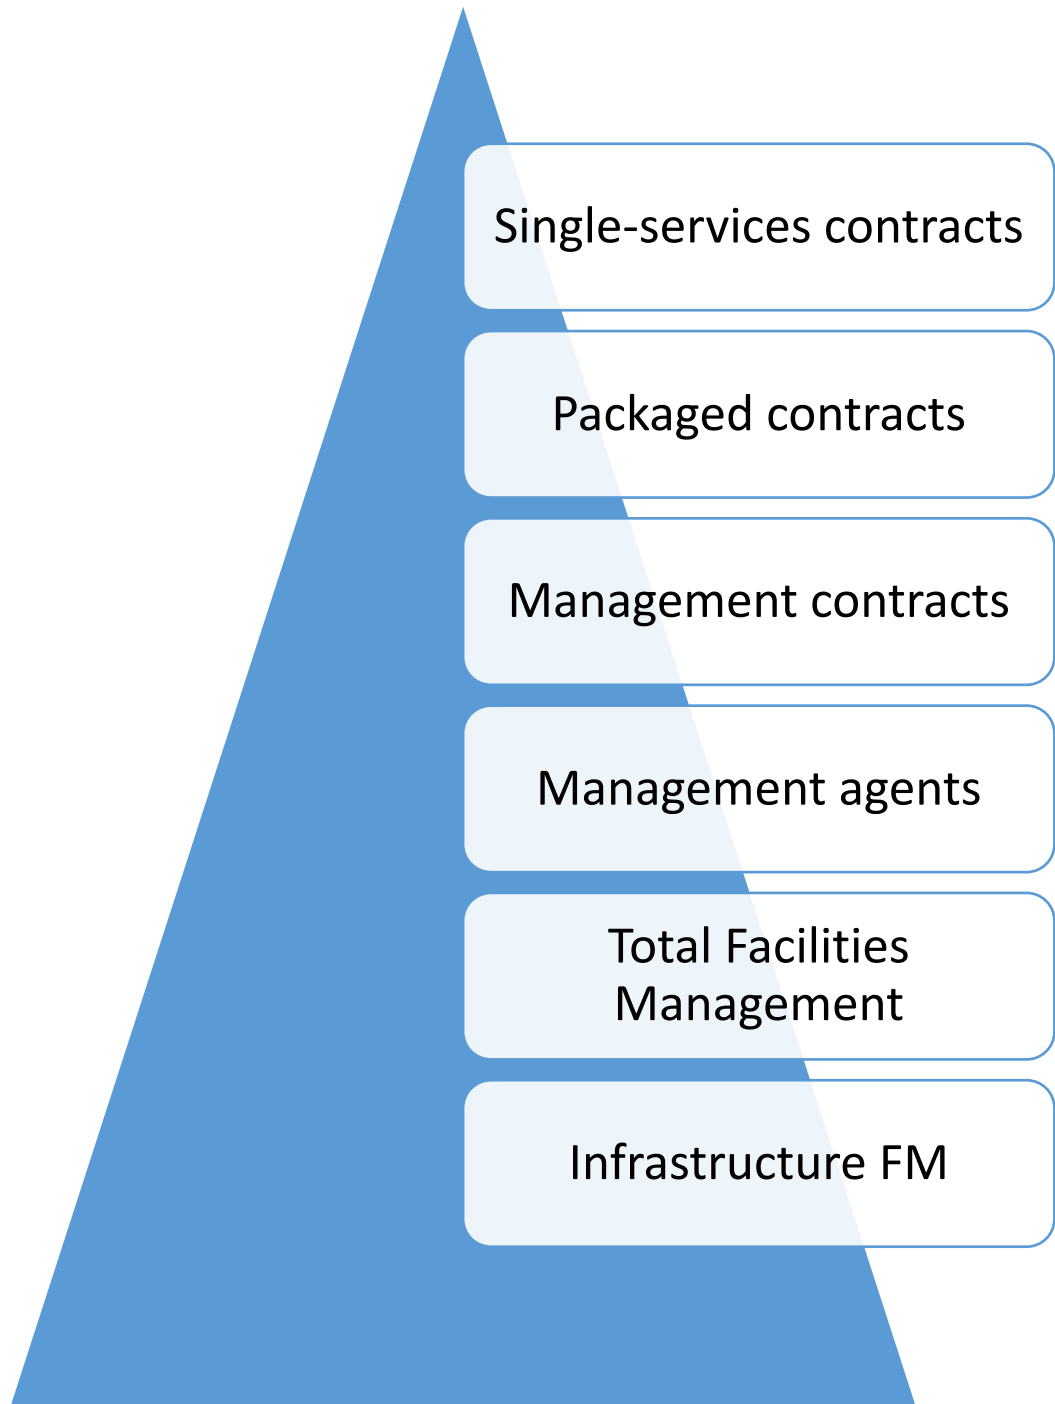 Single-services contracts
Packaged contracts
Management contracts
Management agents
Total Facilities
Management
Infrastructure FM